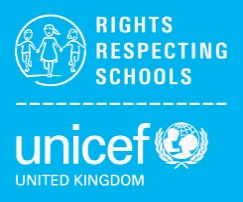 RIGHTS
RESPECTING
SCHOOLS
unicef
UNITED KINGDOM